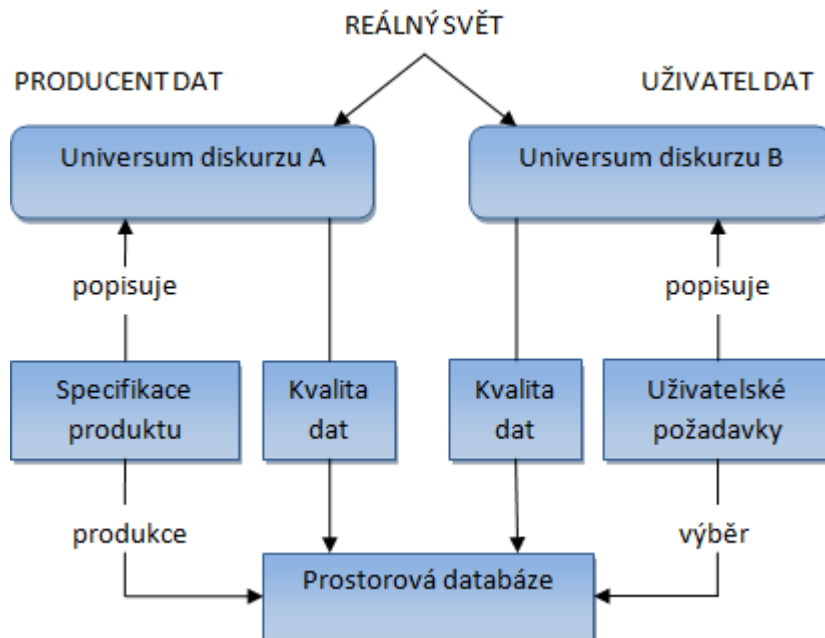 REÁLNÝ SVĚT
PRODUCENT DAT
UŽIVATEL DAT
Universum diskurzu A
Universum diskurzu B
popisuje
popisuje
Specifikace
produktu
Kvalita
dat
Kvalita
dat
Uživatelské
požadavky
produkce
výběr
Prostorová databáze